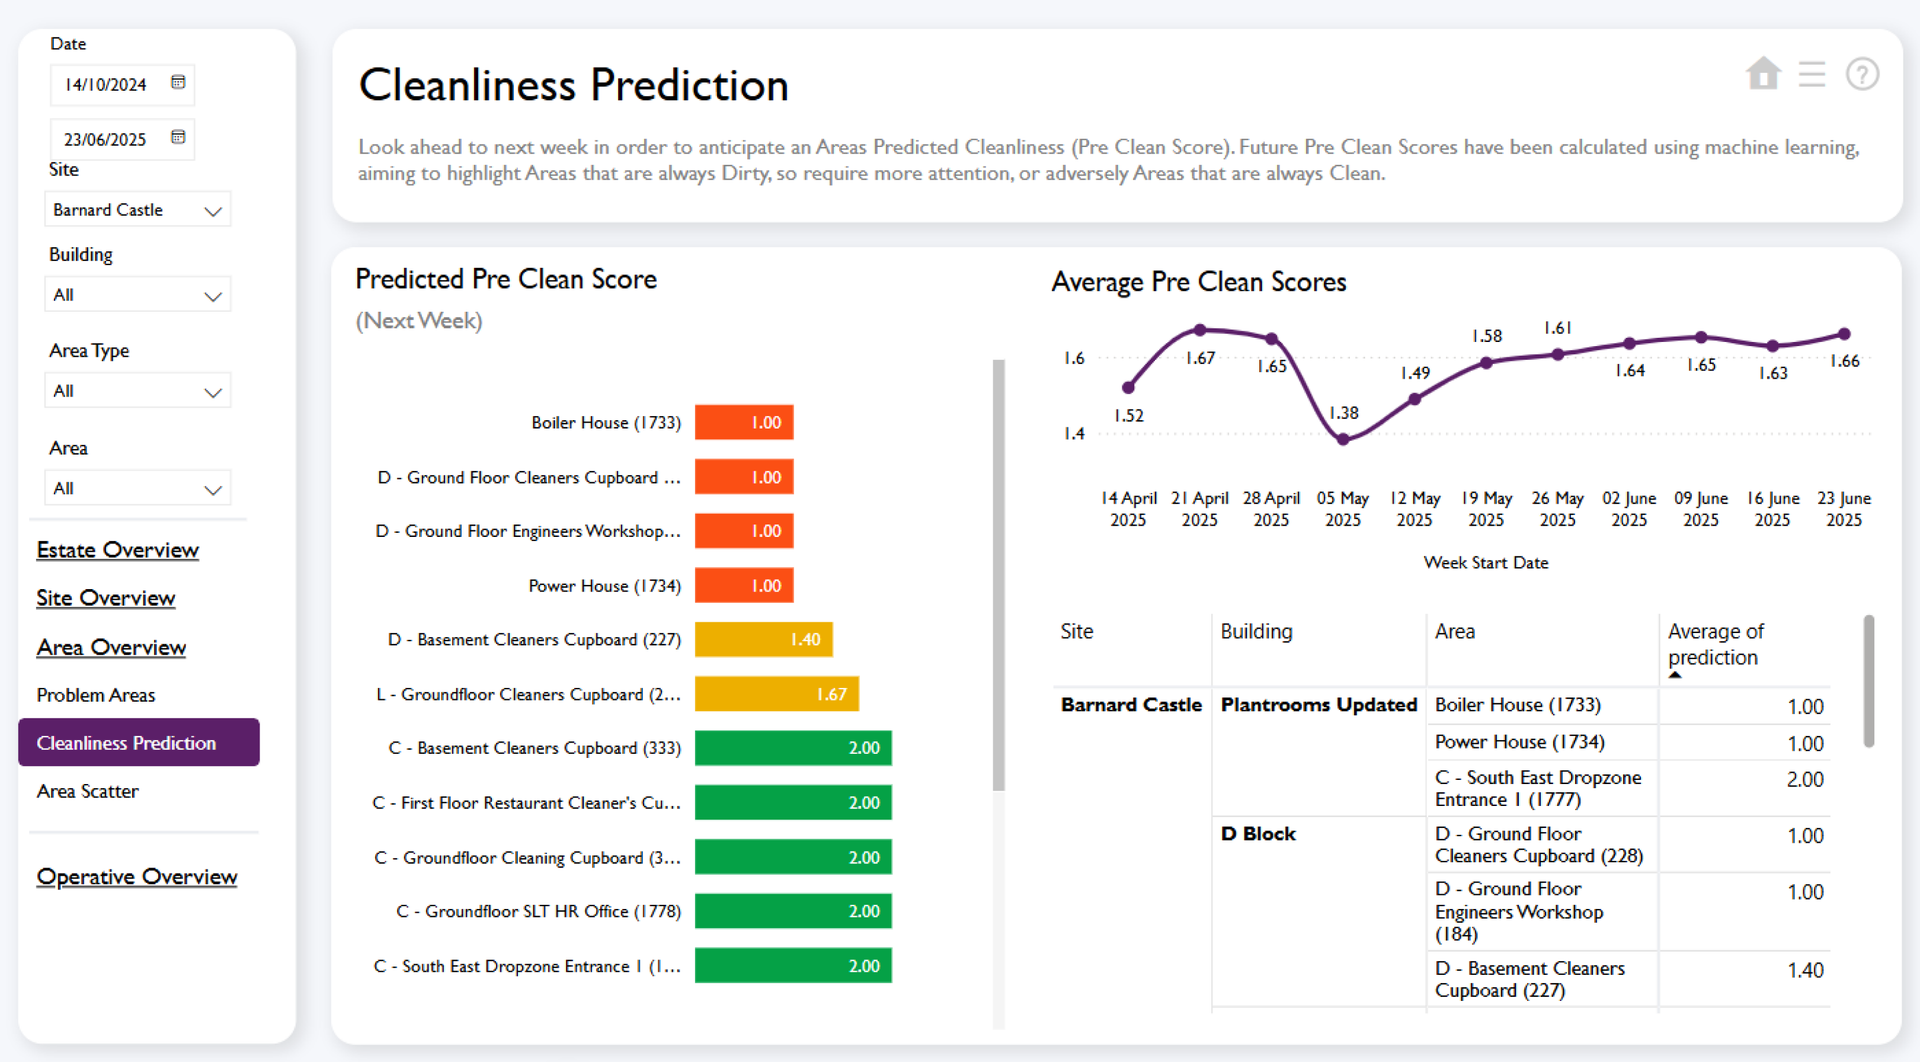 Date
14/10/2024
23/06/2025
Site
Barnard Castle
Building
All
Area Type
All
Area
All
Estate Overview
Site Overview
Area Overview
Problem Areas
Cleanliness Prediction
Area Scatter
Operative Overview
Cleanliness Prediction
?
Look ahead to next week in order to anticipate an Areas Predicted Cleanliness (Pre Clean Score). Future Pre Clean Scores have been calculated using machine learning,
aiming to highlight Areas that are always Dirty, so require more attention, or adversely Areas that are always Clean.
Predicted Pre Clean Score
(Next Week)
Boiler House (1733) 1.00
D - Ground Floor Cleaners Cupboard ... 1.00
D - Ground Floor Engineers Workshop... 1.00
Power House (1734) 1.00
D - Basement Cleaners Cupboard (227) 1.40
L - Groundfloor Cleaners Cupboard (2... 1.67
C - Basement Cleaners Cupboard (333) 2.00
C - First Floor Restaurant Cleaner's Cu... 2.00
C - Groundfloor Cleaning Cupboard (3... 2.00
C - Groundfloor SLT HR Office (1778) 2.00
C - South East Dropzone Entrance 1 (1... 2.00
Average Pre Clean Scores
1.6
1.4
1.52 1.67 1.65 1.38 1.49 1.58 1.61 1.64 1.65 1.63 1.66
14 April 21 April 28 April 05 May 12 May 19 May 26 May 02 June 09 June 16 June 23 June
2025 2025 2025 2025 2025 2025 2025 2025 2025 2025 2025
Week Start Date
Site Building Area Average of
prediction
Barnard Castle Plantrooms Updated Boiler House (1733) 1.00
Power House (1734) 1.00
C - South East Dropzone 2.00
Entrance 1 (1777)
D Block D - Ground Floor 1.00
Cleaners Cupboard (228)
D - Ground Floor 1.00
Engineers Workshop
(184)
D - Basement Cleaners 1.40
Cupboard (227)